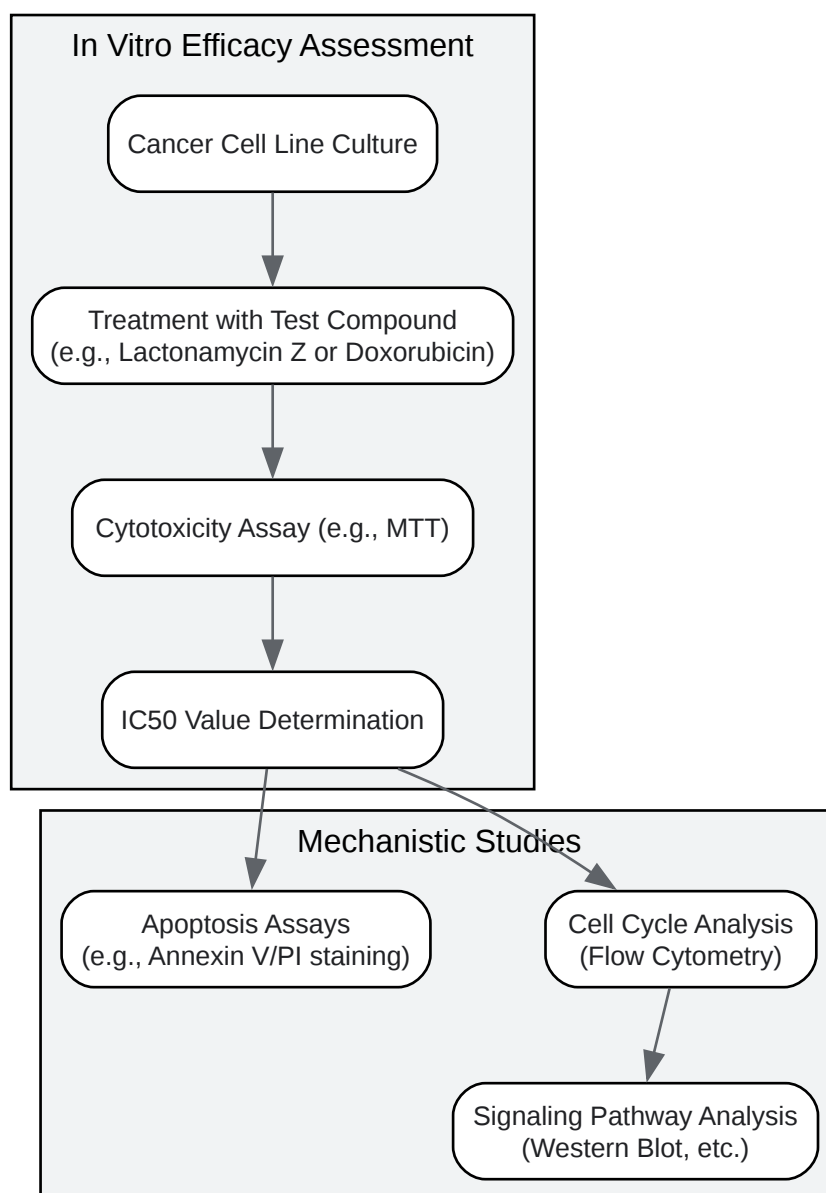 In Vitro Efficacy Assessment
Cancer Cell Line Culture
Treatment with Test Compound
(e.g., Lactonamycin Z or Doxorubicin)
Cytotoxicity Assay (e.g., MTT)
IC50 Value Determination
Mechanistic Studies
Apoptosis Assays
(e.g., Annexin V/PI staining)
Cell Cycle Analysis
(Flow Cytometry)
Signaling Pathway Analysis
(Western Blot, etc.)